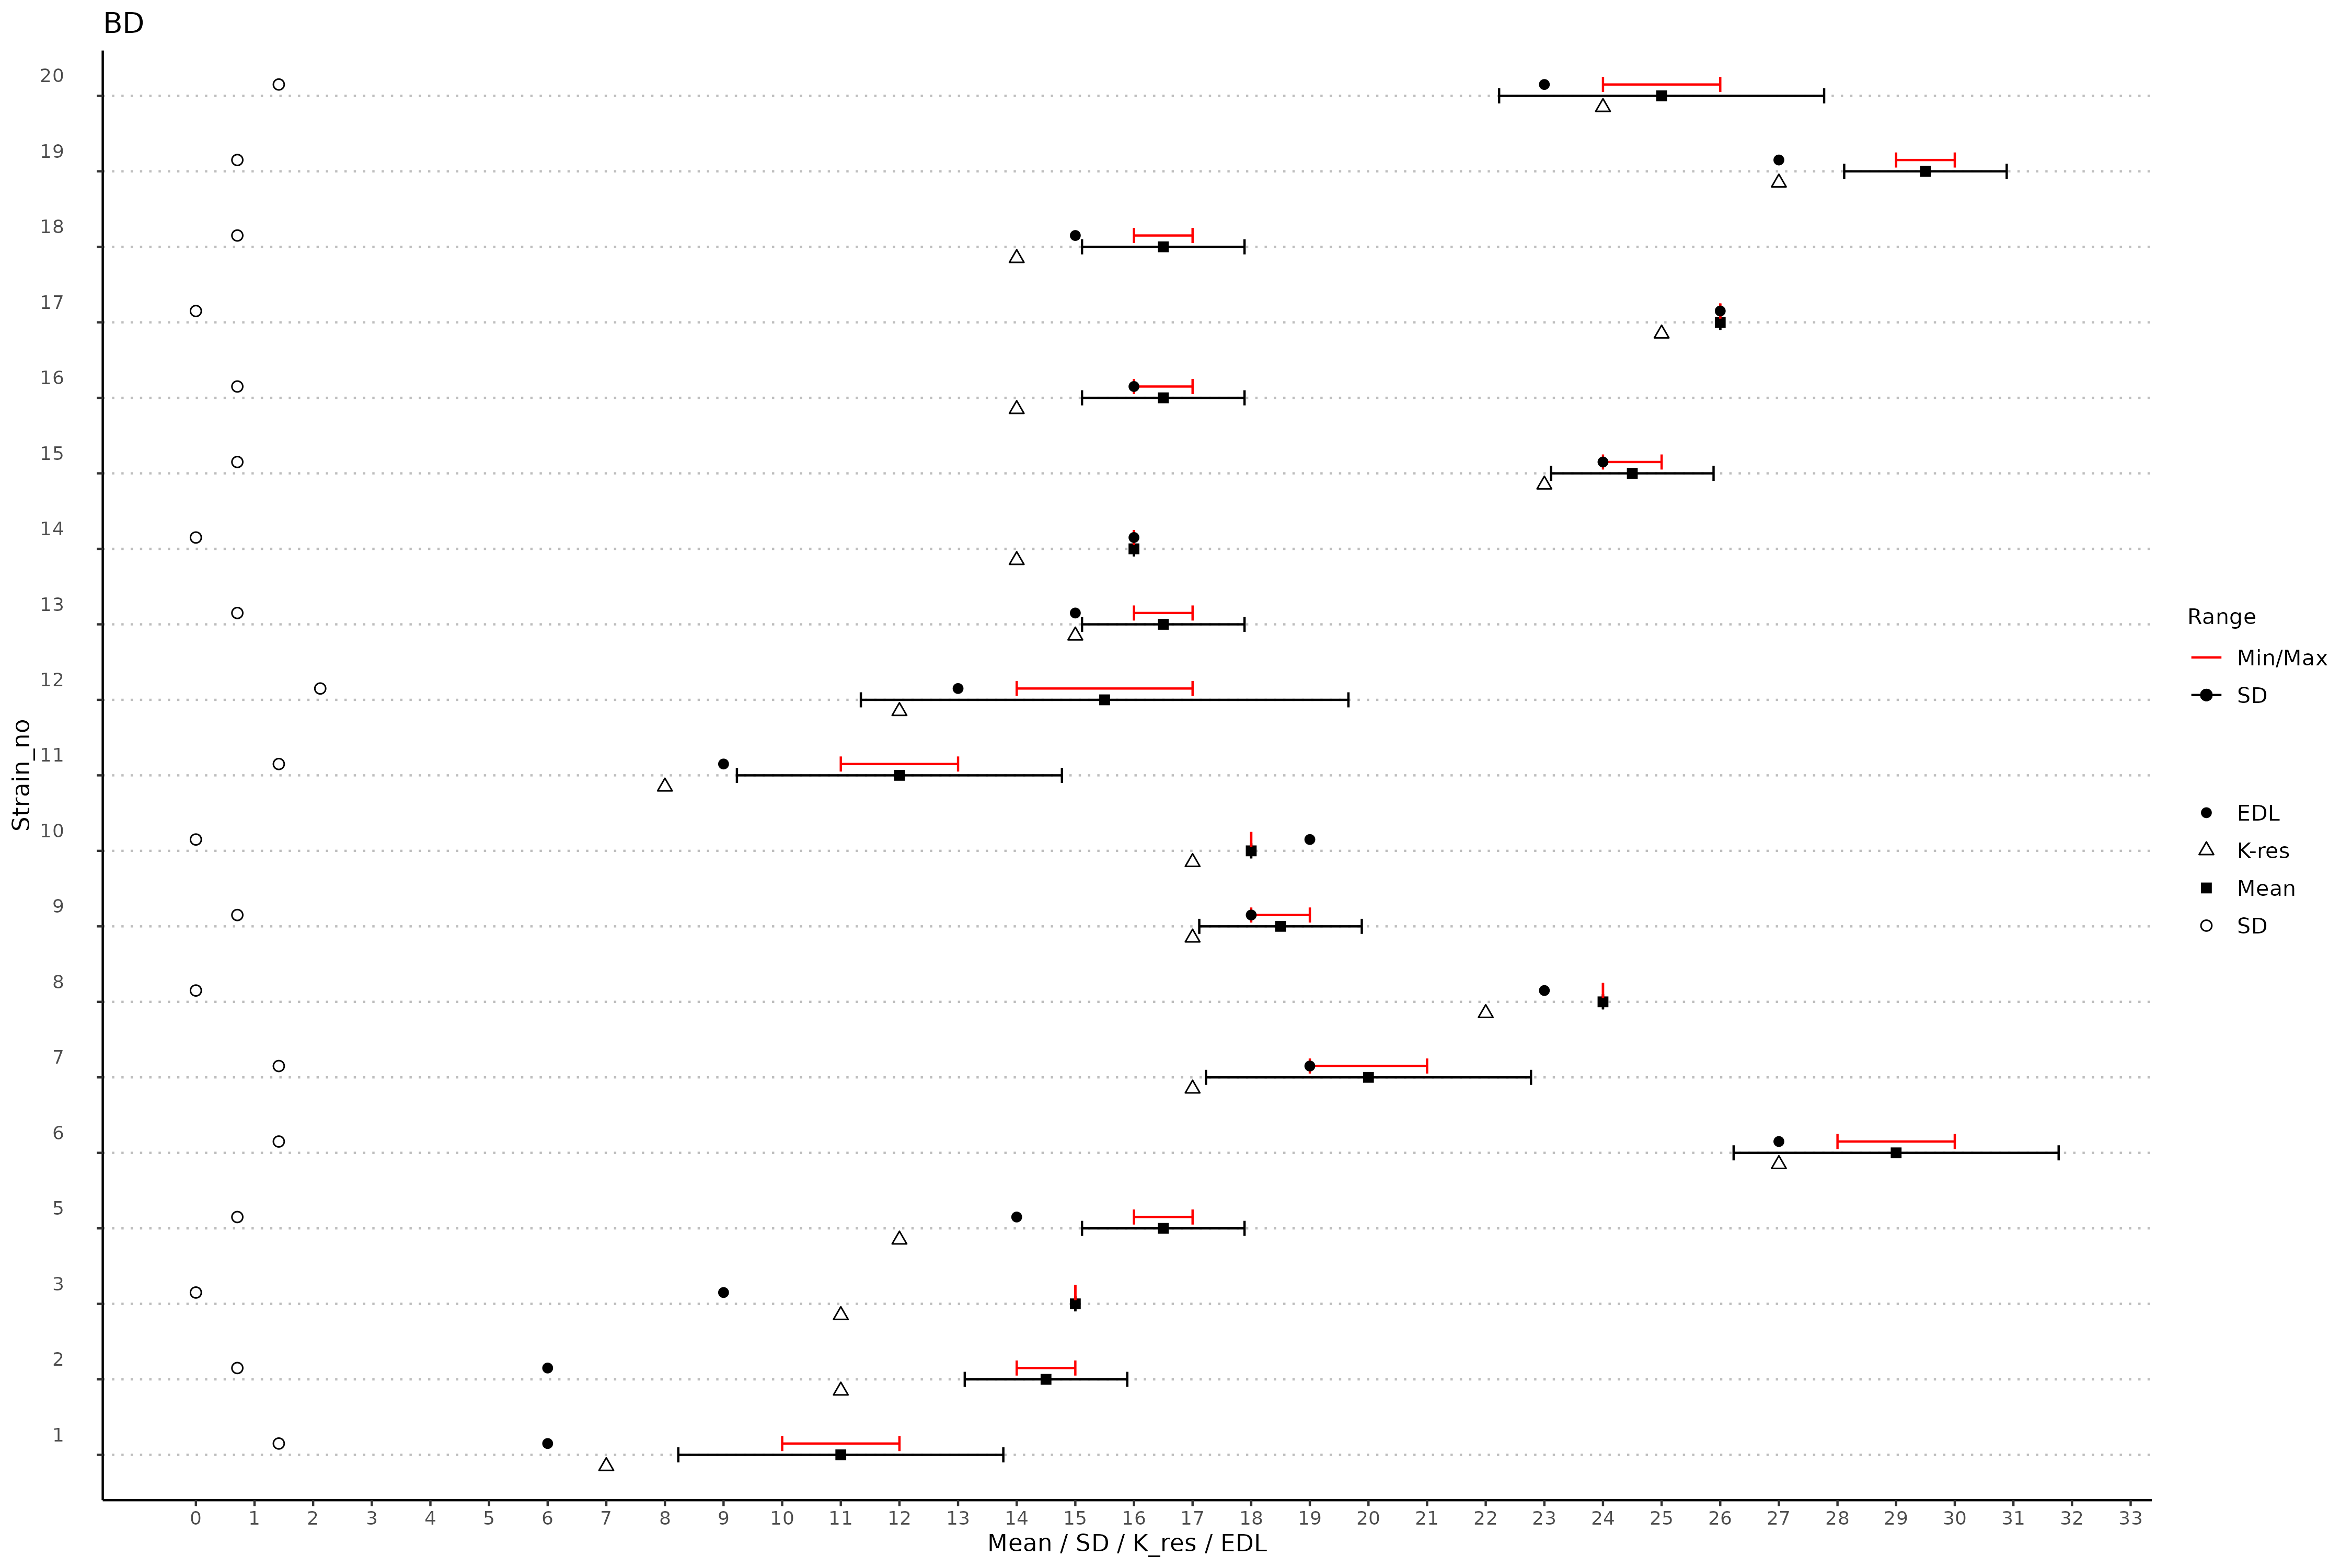 BD
20
19
18
17
16
15
14
13
12
11
10
9
8
7
6
5
3
2
1
Strain_no
0 1 2 3 4 5 6 7 8 9 10 11 12 13 14 15 16 17 18 19 20 21 22 23 24 25 26 27 28 29 30 31 32 33
Mean / SD / K_res / EDL
Range
Min/Max
SD
EDL
K-res
Mean
SD